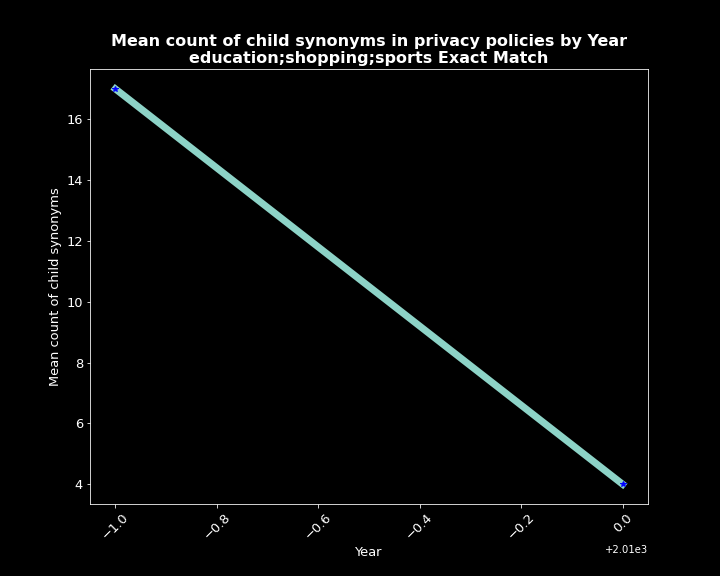 Mean count of child synonyms in privacy policies by Year
education;shopping;sports Exact Match
Mean count of child synonyms
16
14
12
10
8
6
4
−1.0
−0.8
−0.6
−0.4
−0.2
0.0
Year
+2.01e3